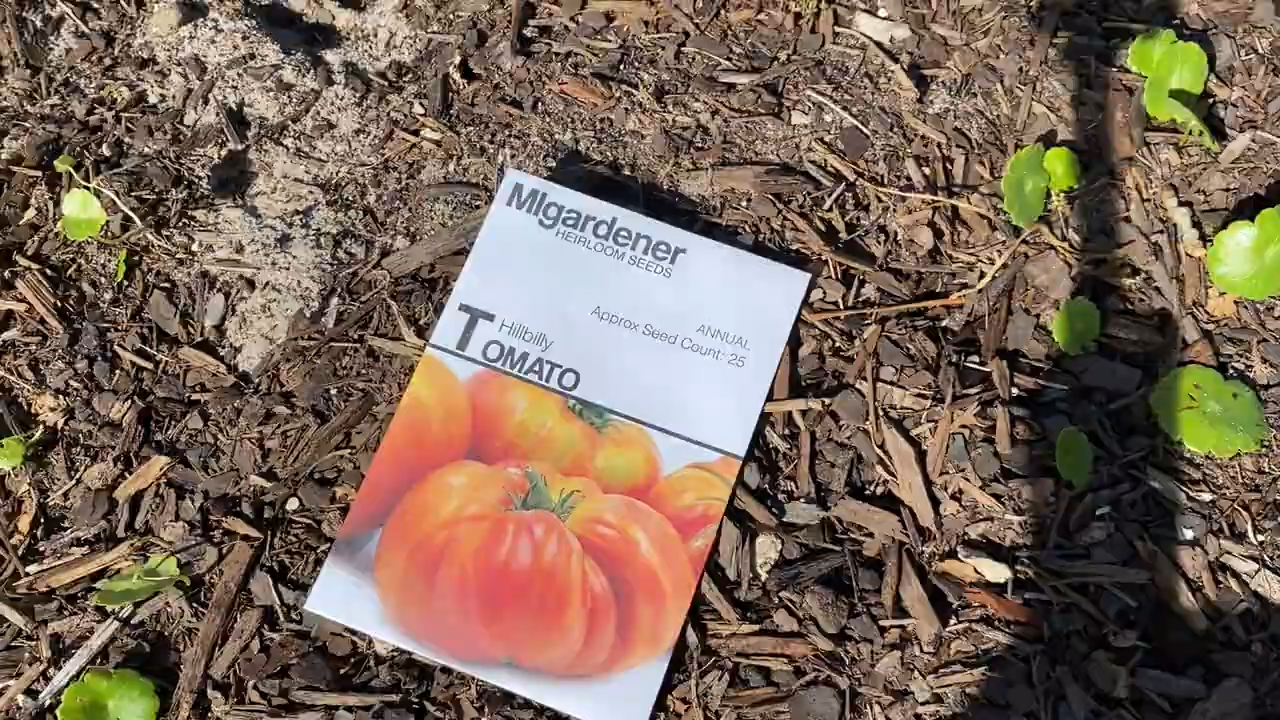 MIgardener
HEIRLOOM SEEDS
ANNUAL
Approx Seed Count: 25
Hillbilly
TOMATO